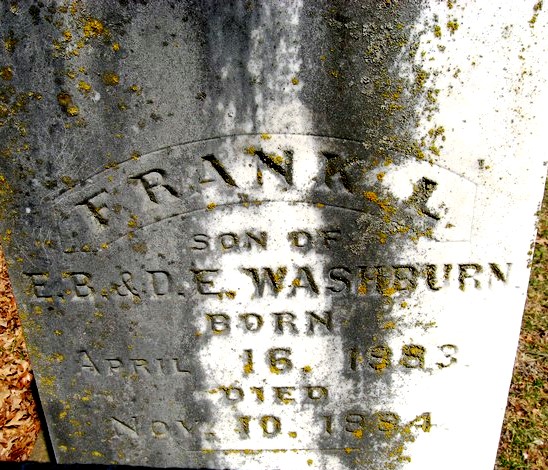 FRANK L
SON OF
E. B. & D. E. WASHBURN
BORN
APRIL 16. 1883
DIED
NOV. 10. 1884